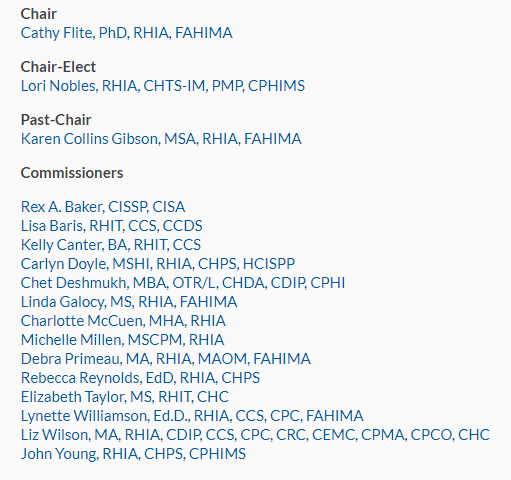 Chair
Cathy Flite, PhD, RHIA, FAHIMA
Chair-Elect
Lori Nobles, RHIA, CHTS-IM, PMP, CPHIMS
Past-Chair
Karen Collins Gibson, MSA, RHIA, FAHIMA
Commissioners
Rex A. Baker, CISSP, CISA
Lisa Baris, RHIT, CCS, CCDS
Kelly Canter, BA, RHIT, CCS
Carlyn Doyle, MSHI, RHIA, CHPS, HCISPP
Chet Deshmukh, MBA, OTR/L, CHDA, CDIP, CPHI
Linda Galocy, MS, RHIA, FAHIMA
Charlotte McCuen, MHA, RHIA
Michelle Millen, MSCPM, RHIA
Debra Primeau, MA, RHIA, MAOM, FAHIMA
Rebecca Reynolds, EdD, RHIA, CHPS
Elizabeth Taylor, MS, RHIT, CHC
Lynette Williamson, Ed.D., RHIA, CCS, CPC, FAHIMA
Liz Wilson, MA, RHIA, CDIP, CCS, CPC, CRC, CEMC, CPMA, CPCO, CHC
John Young, RHIA, CHPS, CPHIMS